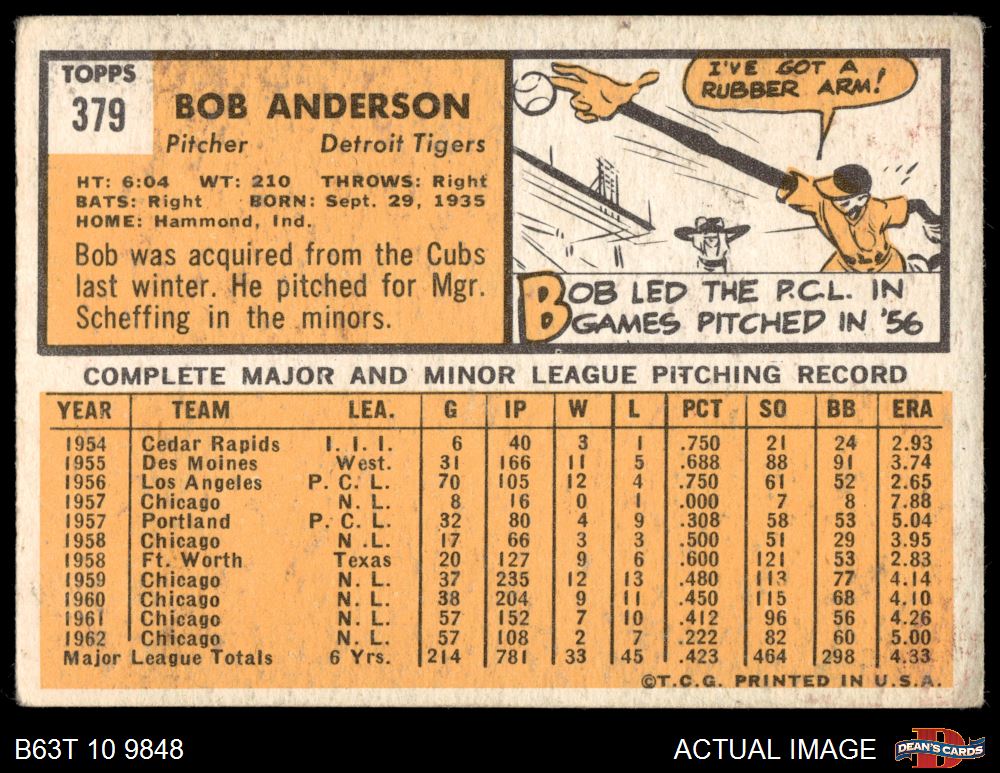 TOPPS
379
BOB ANDERSON
Pitcher Detroit Tigers
HT: 6:04 WT: 210 THROWS: Right
BATS: Right BORN: Sept. 29, 1935
HOME: Hammond, Ind.
Bob was acquired from the Cubs
last winter. He pitched for Mgr.
Scheffing in the minors.
I'VE GOT A
RUBBER ARM!
BOB LED THE P.C.L. IN
GAMES PITCHED IN '56
COMPLETE MAJOR AND MINOR LEAGUE PITCHING RECORD
YEAR TEAM LEA. G IP W L PCT SO BB ERA
1954 Cedar Rapids I. I. I. 6 40 3 1 .750 21 24 2.93
1955 Des Moines West. 31 166 11 5 .688 88 91 3.74
1956 Los Angeles P. C. L. 70 105 12 4 .750 61 52 2.65
1957 Chicago N. L. 8 16 0 1 .000 7 8 7.88
1957 Portland P. C. L. 32 80 4 9 .308 58 53 5.04
1958 Chicago N .L. 17 66 3 3 .500 51 29 3.95
1958 Ft. Worth Texas 20 127 9 6 .600 121 53 2.83
1959 Chicago N. L. 37 235 12 13 .480 113 77 4.14
1960 Chicago N. L. 38 204 9 11 .450 115 68 4.10
1961 Chicago N. L. 57 152 7 10 .412 96 56 4.26
1962 Chicago N. L. 57 108 2 7 .222 82 60 5.00
Major League Totals 6 Yrs. 214 781 33 45 .423 464 298 4.33
©T.C.G. PRINTED IN U.S.A.
B63T 10 9848 ACTUAL IMAGE
DEAN'S CARDS